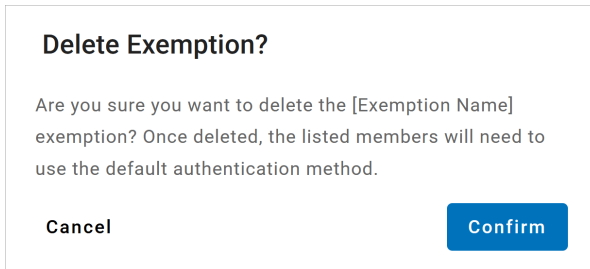 Delete Exemption?
Are you sure you want to delete the [Exemption Name]
exemption? Once deleted, the listed members will need to
use the default authentication method.
Cancel
Confirm